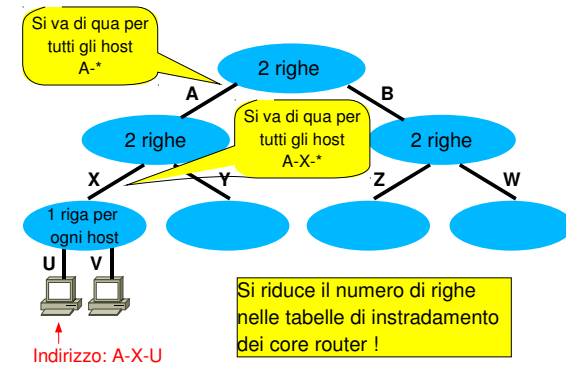 Si va di qua per
tutti gli host
A-*
2 righe
A
B
Si va di qua per
tutti gli host
A-X-*
2 righe
2 righe
X
Y
Z
W
1 riga per
ogni host
U
V
Si riduce il numero di righe
nelle tabelle di instradamento
dei core router !
Indirizzo: A-X-U